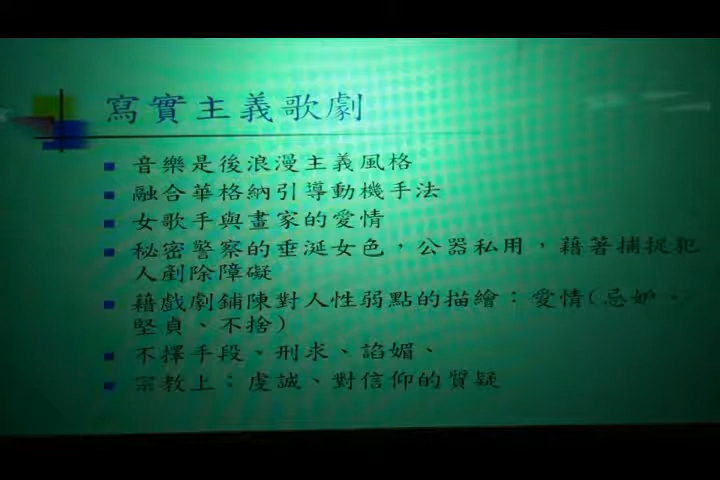 寫實主義歌劇
音樂是後浪漫主義風格
融合華格納引導動機手法
女歌手與畫家的愛情
秘密警察的垂涎女色，公器私用，藉著捕捉犯
人剷除障礙
藉戲劇鋪陳對人性弱點的描繪：愛情(忌妒、
堅貞、不捨)
不擇手段、刑求、諂媚、
宗教上：虔誠、對信仰的質疑